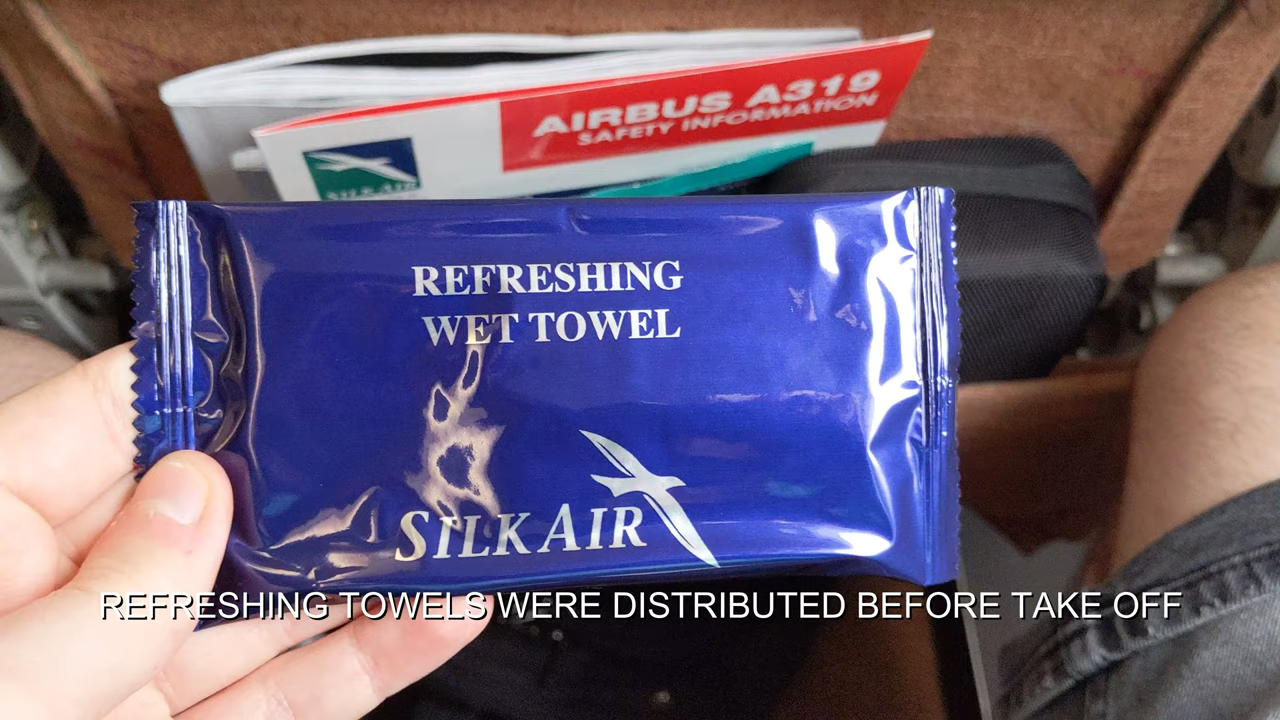 AIRBUS A319
SAFETY INFORMATION
SILKAIR
REFRESHING
WET TOWEL
SILKAIR
REFRESHING TOWELS WERE DISTRIBUTED BEFORE TAKE OFF